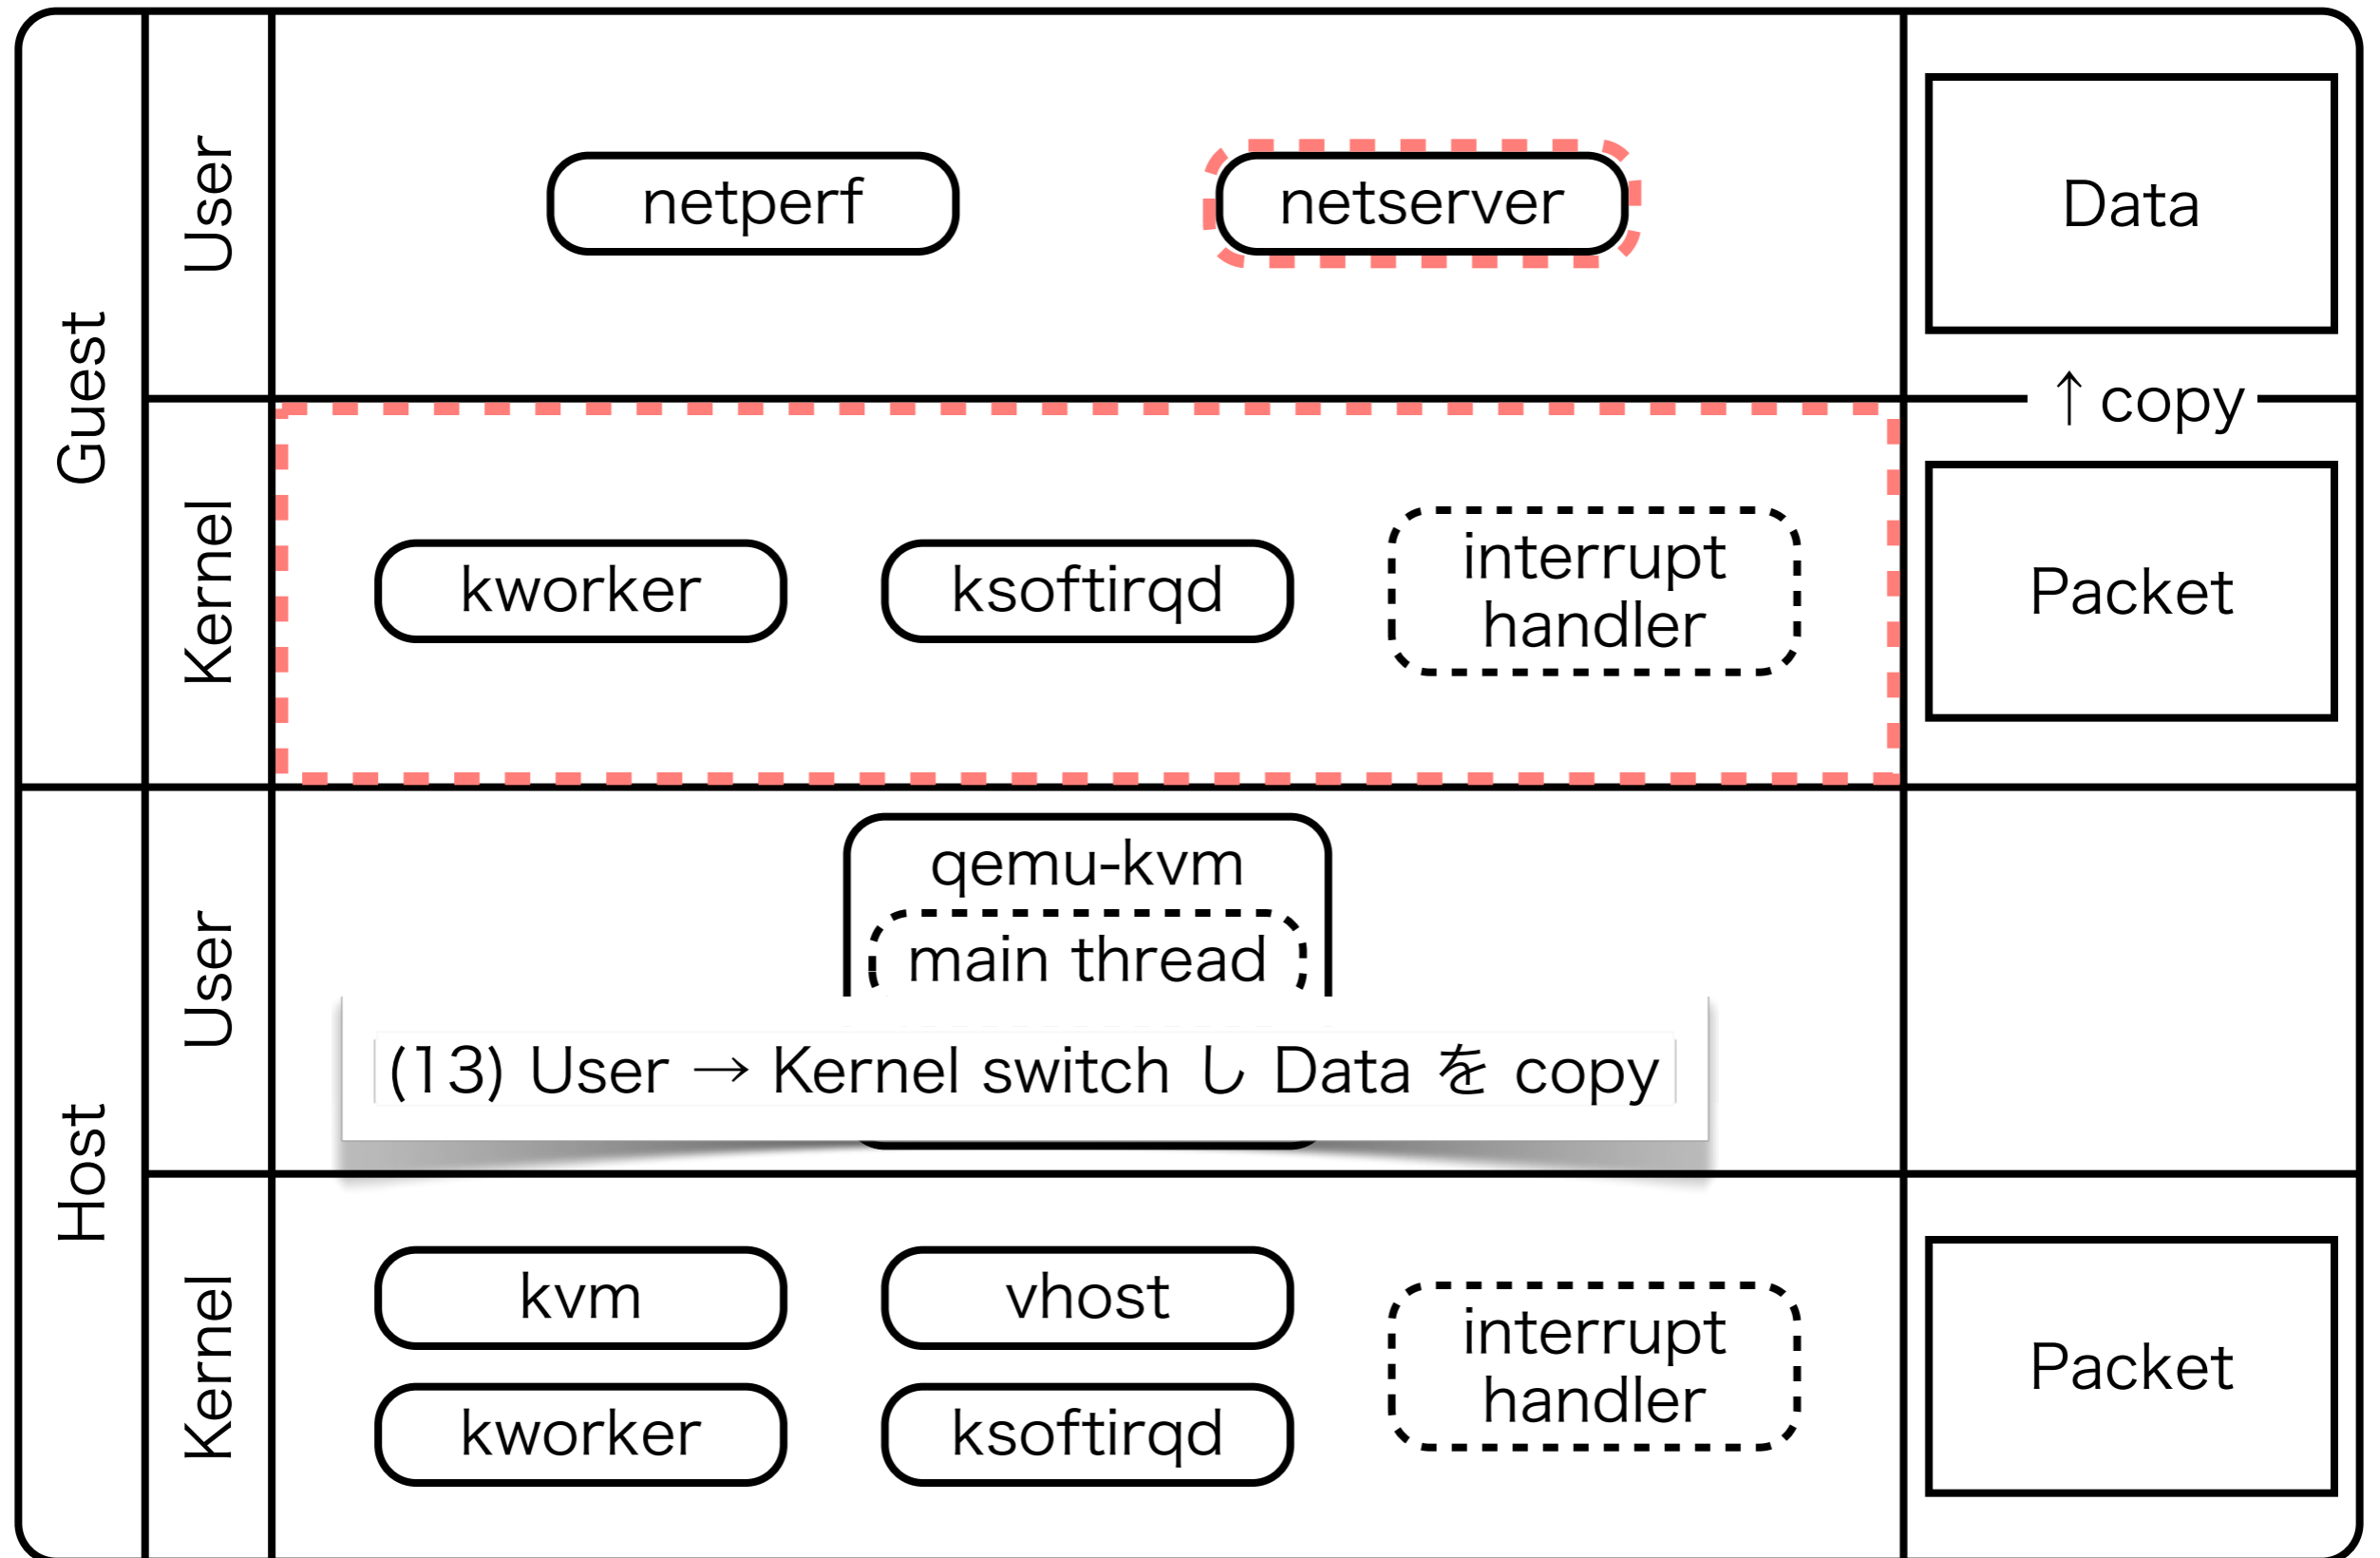 Guest
User
netperf
netserver
Data
↑ copy
Kernel
kworker
ksoftirqd
interrupt
handler
Packet
Host
User
qemu-kvm
main thread
(13) User → Kernel switch し Data を copy
Kernel
kvm
vhost
interrupt
handler
kworker
ksoftirqd
Packet